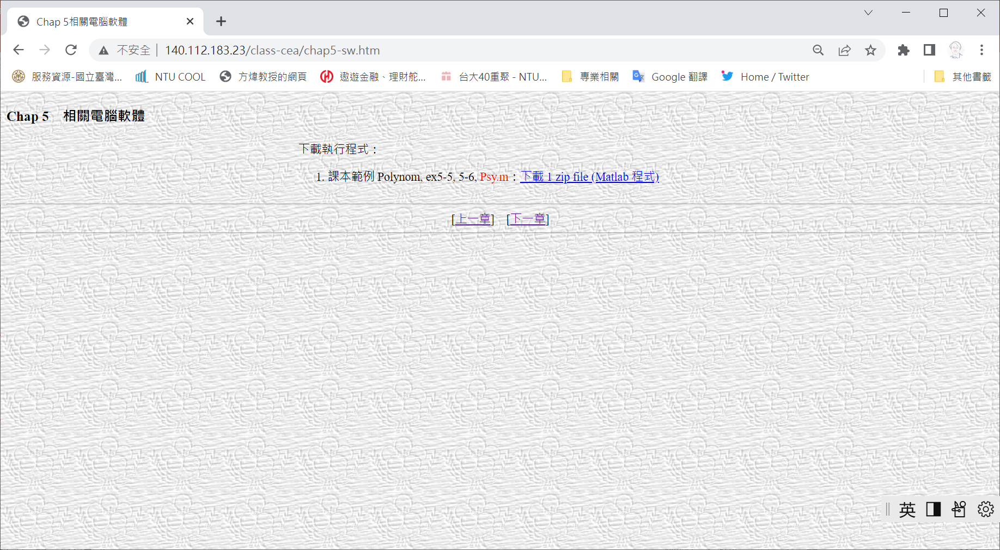 Chap 5相關電腦軟體
不安全 140.112.183.23/class-cea/chap5-sw.htm
服務資源-國立臺灣... NTU COOL 方煒教授的網頁 遨遊金融、理財舵... 台大40重聚 - NTU... 專業相關 Google 翻譯 Home / Twitter 其他書籤
Chap 5 相關電腦軟體
下載執行程式：
1. 課本範例 Polynom, ex5-5, 5-6, Psy.m：下載 1 zip file (Matlab 程式)
[上一章] [下一章]
英